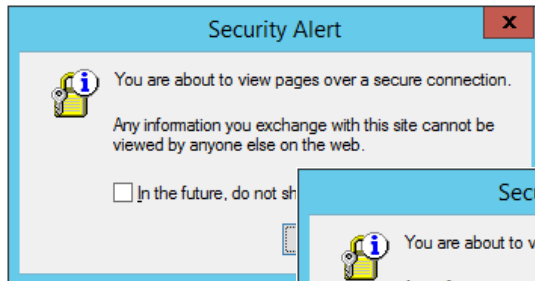 Security Alert
x
You are about to view pages over a secure connection.
Any information you exchange with this site cannot be
viewed by anyone else on the web.
In the future, do not sh
Secu
You are about to v